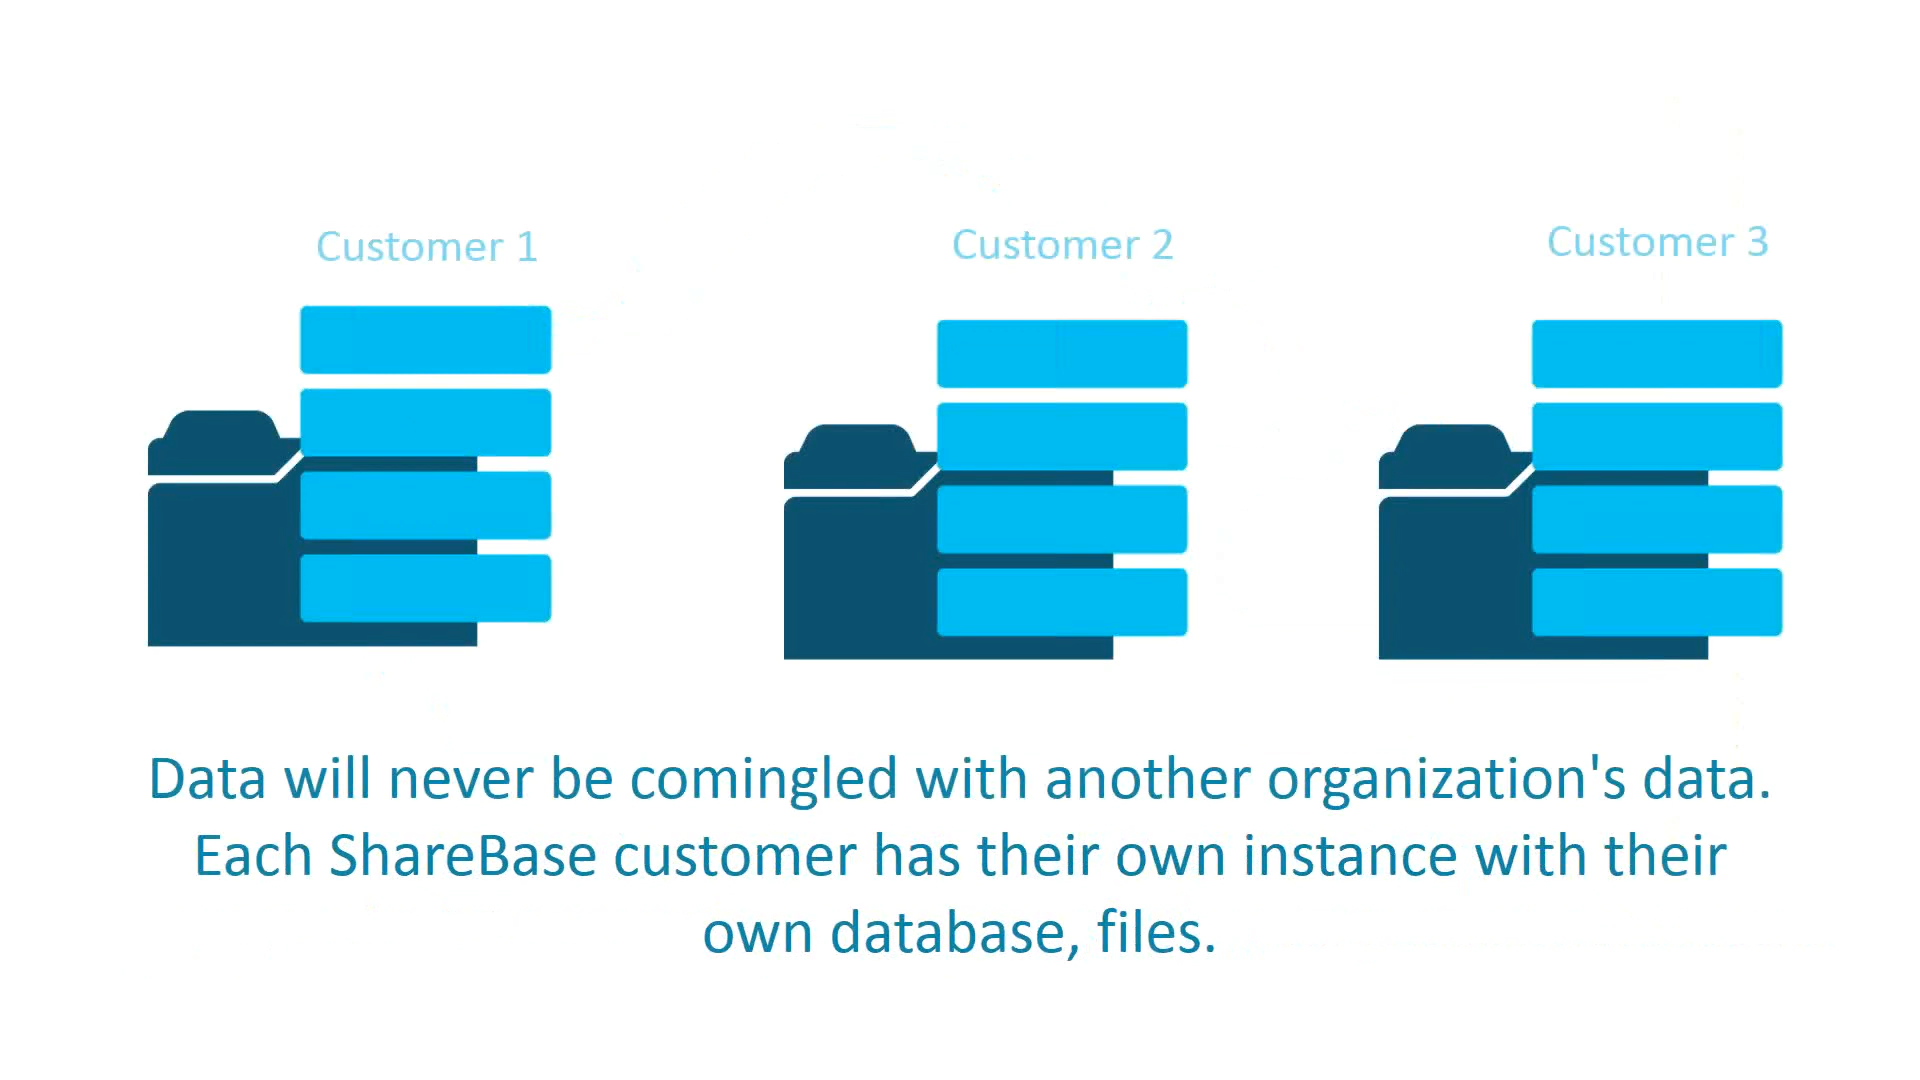 Customer 1
Customer 2
Customer 3
Data will never be comingled with another organization's data.
Each ShareBase customer has their own instance with their
own database, files.